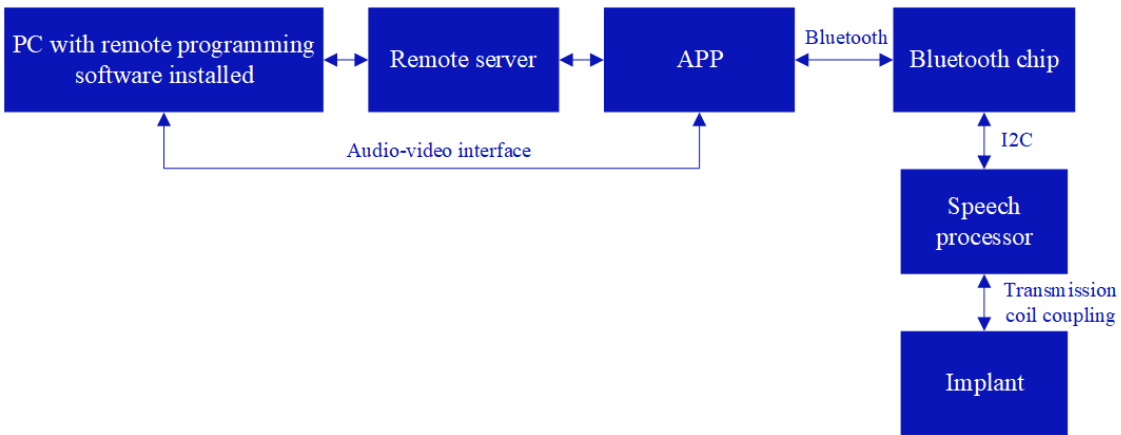 PC with remote programming
software installed
Remote server
APP
Bluetooth
Bluetooth chip
Audio-video interface
I2C
Speech
processor
Transmission
coil coupling
Implant